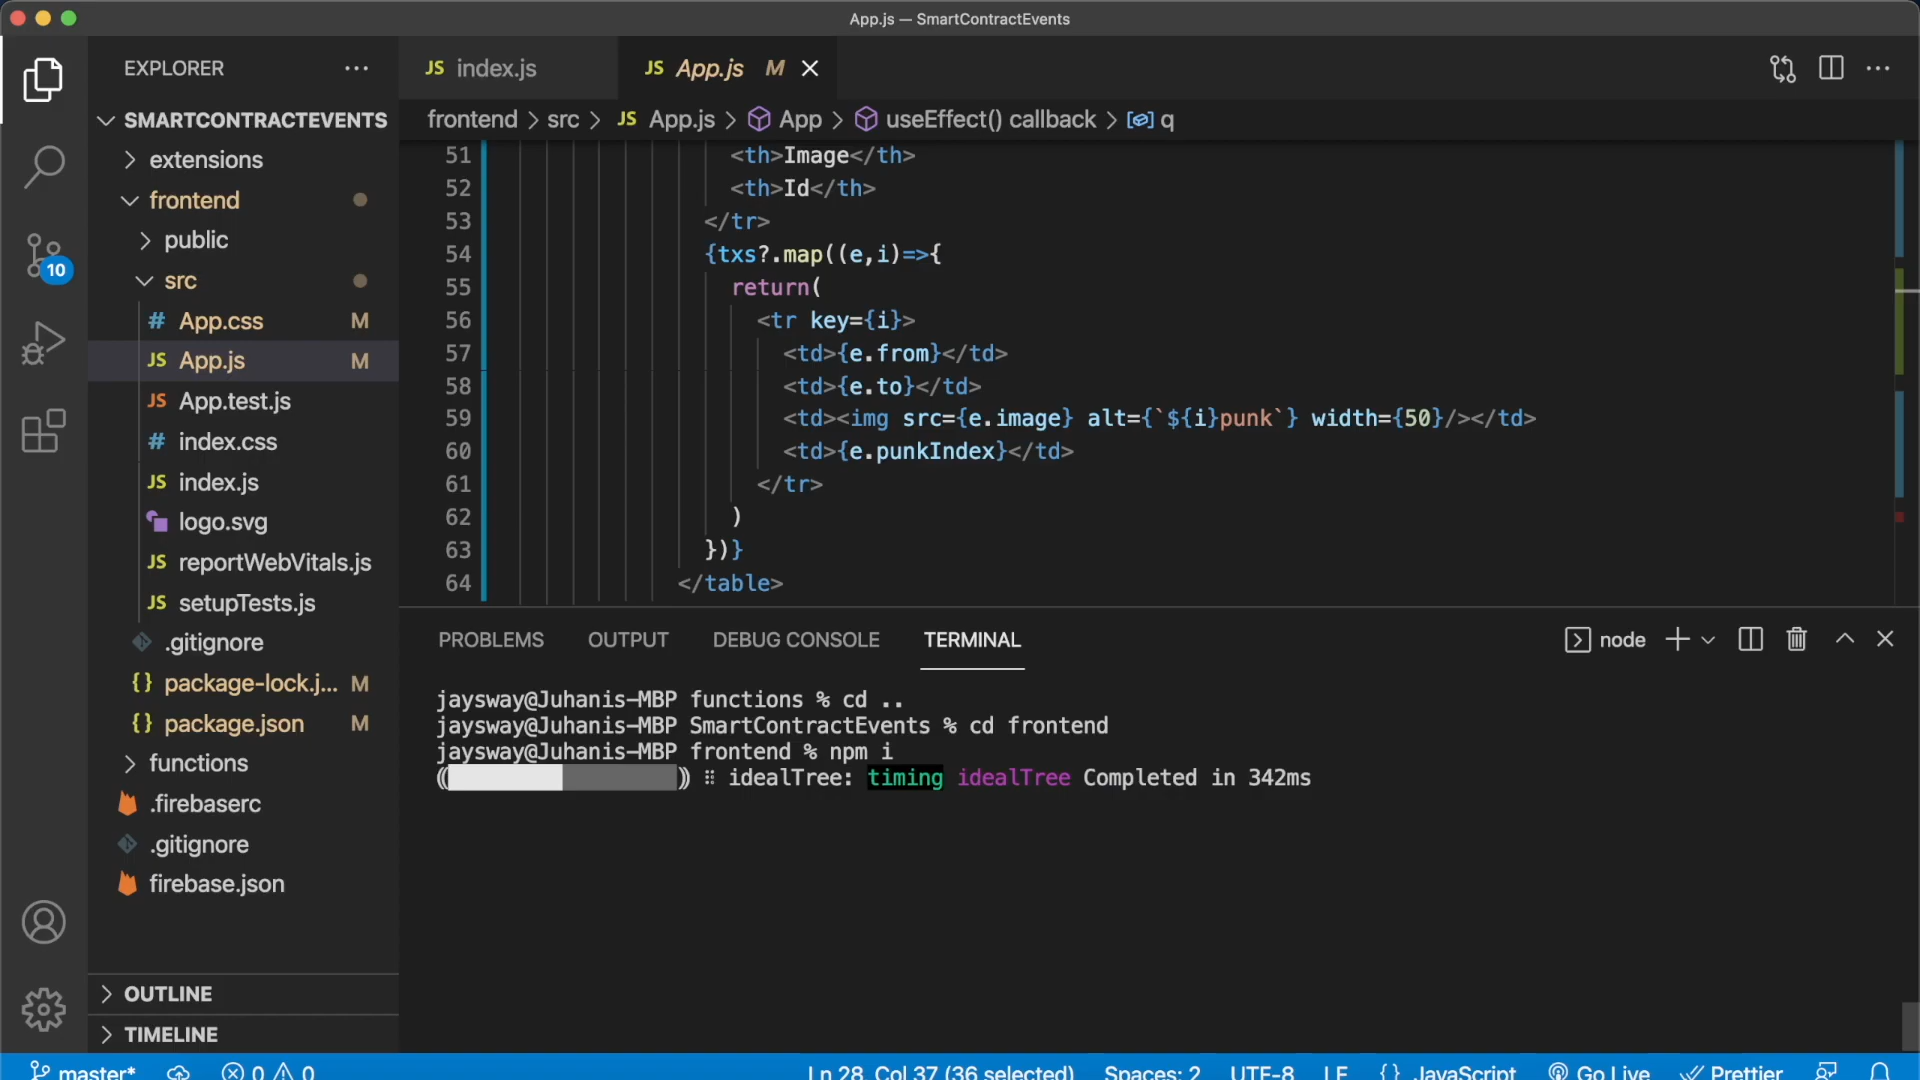 App.js — SmartContractEvents
EXPLORER
JS index.js
JS App.js M
SMARTCONTRACTEVENTS
frontend > src > JS App.js > App > useEffect() callback > q
extensions
frontend
public
src
# App.css M
JS App.js M
JS App.test.js
# index.css
JS index.js
logo.svg
JS reportWebVitals.js
JS setupTests.js
.gitignore
{} package-lock.j... M
{} package.json M
functions
.firebaserc
.gitignore
firebase.json
OUTLINE
TIMELINE
10
51 <th>Image</th>
52 <th>Id</th>
53 </tr>
54 {txs?.map((e,i)=>{
55 return(
56 <tr key={i}>
57 <td>{e.from}</td>
58 <td>{e.to}</td>
59 <td><img src={e.image} alt={`${i}punk`} width={50}/></td>
60 <td>{e.punkIndex}</td>
61 </tr>
62 )
63 })}
64 </table>
PROBLEMS OUTPUT DEBUG CONSOLE TERMINAL node
jaysway@Juhanis-MBP functions % cd ..
jaysway@Juhanis-MBP SmartContractEvents % cd frontend
jaysway@Juhanis-MBP frontend % npm i
idealTree: timing idealTree Completed in 342ms
master* 0 0 Ln 28, Col 37 (36 selected) Spaces: 2 UTF-8 LF {} JavaScript Go Live Prettier